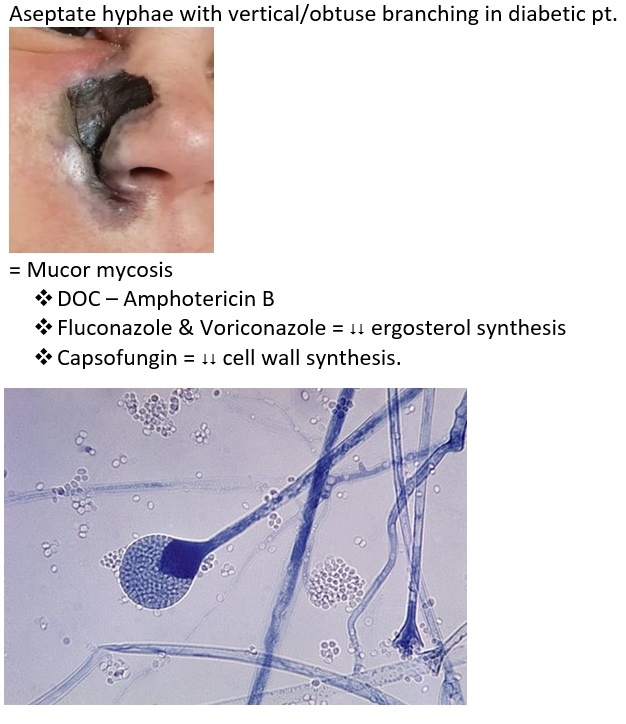 Aseptate hyphae with vertical/obtuse branching in diabetic pt.
= Mucor mycosis
❖ DOC – Amphotericin B
❖ Fluconazole & Voriconazole = ↓↓ ergosterol synthesis
❖ Capsofungin = ↓↓ cell wall synthesis.